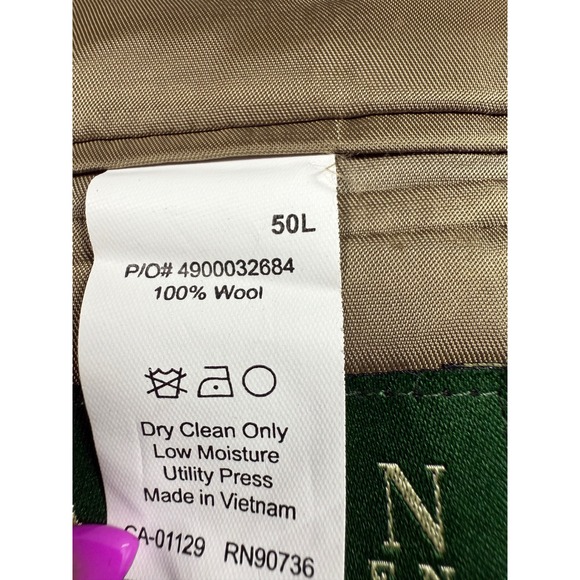 50L
P/O# 4900032684
100% Wool
Dry Clean Only
Low Moisture
Utility Press
Made in Vietnam
CA-01129 RN90736
N